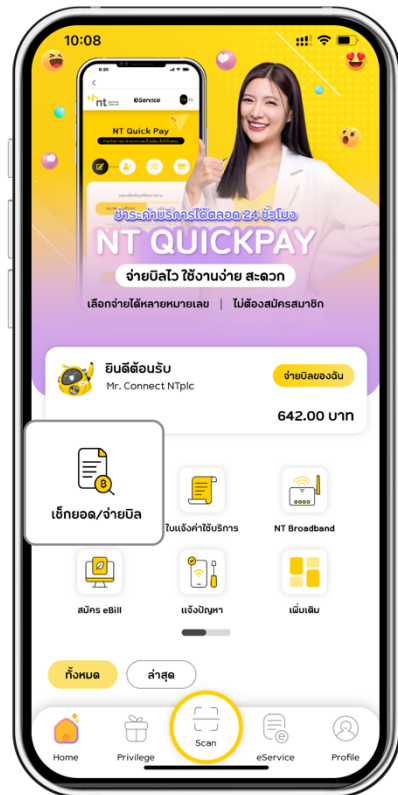 10:08
9:30
nt
eService
NT Quick Pay
ชำระค่าบริการได้ตลอด 24 ชั่วโมง
NT QUICKPAY
จ่ายบิลไว ใช้งานง่าย สะดวก
เลือกจ่ายได้หลายหมายเลข | ไม่ต้องสมัครสมาชิก
ยินดีต้อนรับ
Mr. Connect NTplc
จ่ายบิลของฉัน
642.00 บาท
เช็กยอด/จ่ายบิล
ใบแจ้งค่าใช้บริการ
NT Broadband
สมัคร eBill
แจ้งปัญหา
เพิ่มเติม
ทั้งหมด
ล่าสุด
Home
Privilege
Scan
eService
Profile